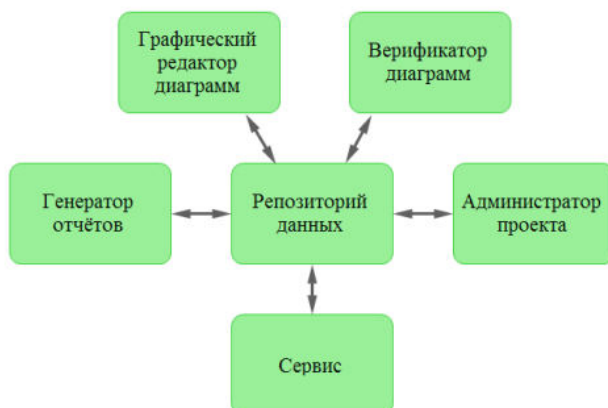 Графический
редактор
диаграмм
Верификатор
диаграмм
Генератор
отчётов
Репозиторий
данных
Администратор
проекта
Сервис